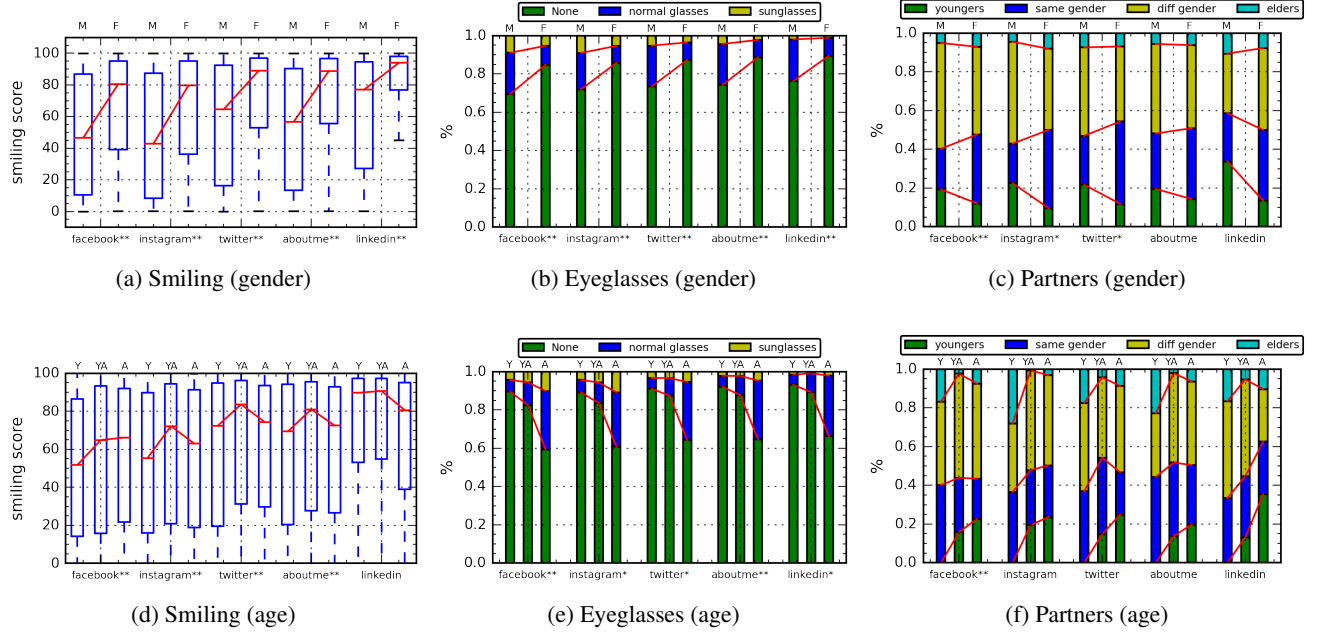 M F M F M F M F M F
100
80
60
40
20
0
smiling score
facebook** instagram** twitter** aboutme** linkedin**
(a) Smiling (gender)
None normal glasses sunglasses
M F M F M F M F M F
1.0
0.8
0.6
0.4
0.2
0.0
%
facebook** instagram** twitter** aboutme** linkedin**
(b) Eyeglasses (gender)
youngers same gender diff gender elders
M F M F M F M F M F
1.0
0.8
0.6
0.4
0.2
0.0
%
facebook** instagram* twitter* aboutme linkedin
(c) Partners (gender)
Y YA A Y YA A Y YA A Y YA A Y YA A
100
80
60
40
20
0
smiling score
facebook** instagram** twitter** aboutme** linkedin
(d) Smiling (age)
None normal glasses sunglasses
Y YA A Y YA A Y YA A Y YA A Y YA A
1.0
0.8
0.6
0.4
0.2
0.0
%
facebook** instagram* twitter* aboutme** linkedin*
(e) Eyeglasses (age)
youngers same gender diff gender elders
Y YA A Y YA A Y YA A Y YA A Y YA A
1.0
0.8
0.6
0.4
0.2
0.0
%
facebook** instagram twitter aboutme linkedin
(f) Partners (age)